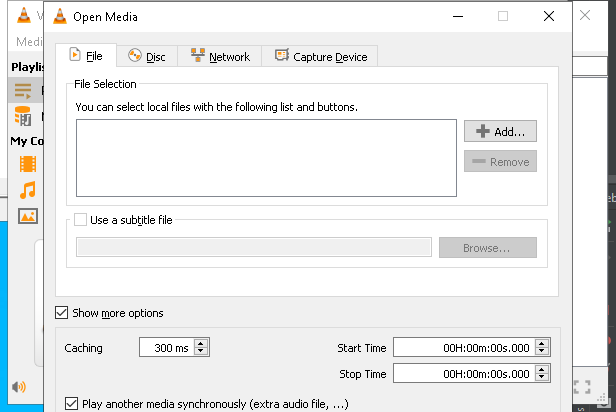 Open Media
Medi
File
Disc
Network
Capture Device
Playlis
File Selection
You can select local files with the following list and buttons.
Add...
Remove
My Co
Use a subtitle file
Browse...
Show more options
Caching
300 ms
Start Time
00H:00m:00s.000
Stop Time
00H:00m:00s.000
Play another media synchronously (extra audio file, ...)